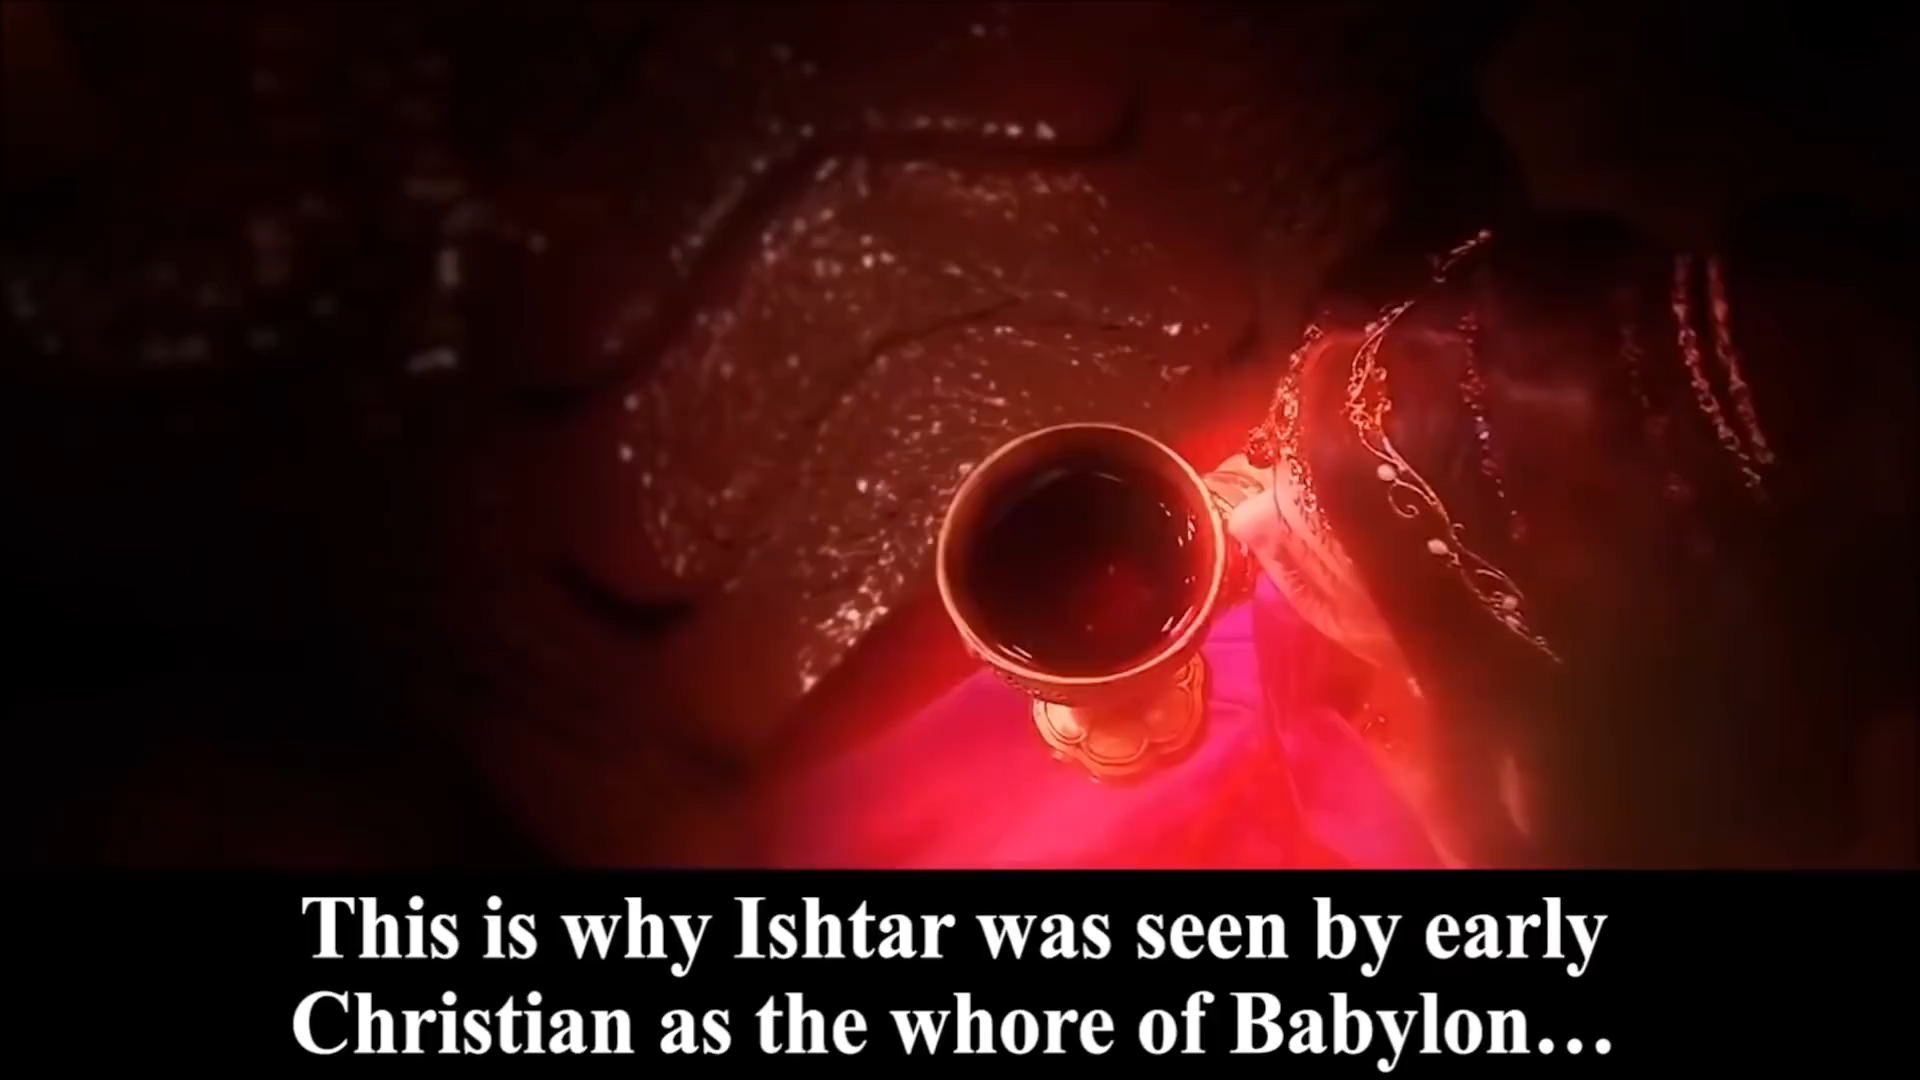 This is why Ishtar was seen by early
Christian as the whore of Babylon…